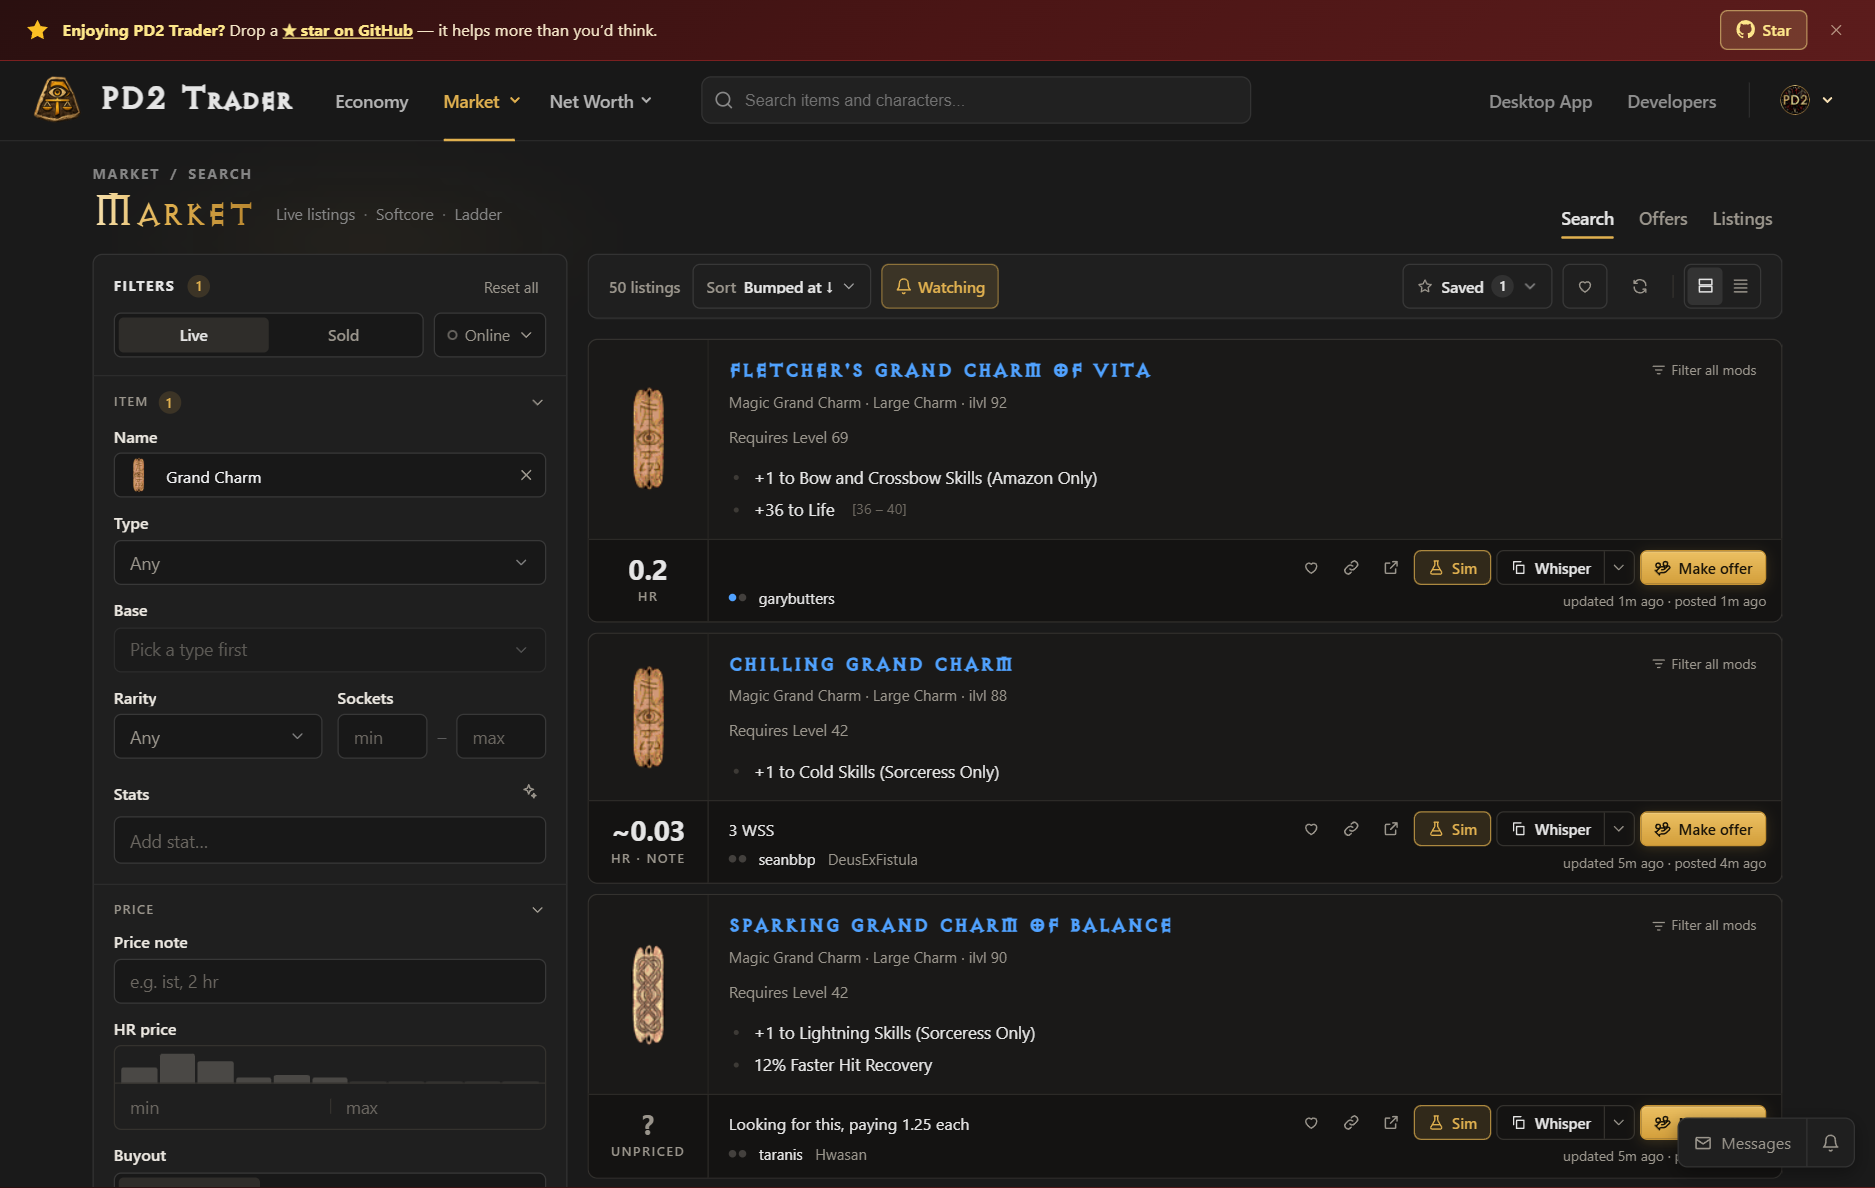 Enjoying PD2 Trader? Drop a ★ star on GitHub — it helps more than you'd think.
Star
PD2 Trader
Economy
Market
Net Worth
Search items and characters...
Desktop App
Developers
PD2
MARKET / SEARCH
Market
Live listings · Softcore · Ladder
Search
Offers
Listings
FILTERS 1
Reset all
Live
Sold
Online
ITEM 1
Name
Grand Charm
Type
Any
Base
Pick a type first
Rarity
Sockets
Any
min
–
max
Stats
Add stat...
PRICE
Price note
e.g. ist, 2 hr
HR price
min
max
Buyout
50 listings
Sort Bumped at ↓
Watching
Saved 1
Fletcher's Grand Charm of Vita
Filter all mods
Magic Grand Charm · Large Charm · ilvl 92
Requires Level 69
+1 to Bow and Crossbow Skills (Amazon Only)
+36 to Life [36 – 40]
0.2
HR
garybutters
Sim
Whisper
Make offer
updated 1m ago · posted 1m ago
Chilling Grand Charm
Filter all mods
Magic Grand Charm · Large Charm · ilvl 88
Requires Level 42
+1 to Cold Skills (Sorceress Only)
~0.03
HR · NOTE
3 WSS
seanbbp DeusExFistula
Sim
Whisper
Make offer
updated 5m ago · posted 4m ago
Sparking Grand Charm of Balance
Filter all mods
Magic Grand Charm · Large Charm · ilvl 90
Requires Level 42
+1 to Lightning Skills (Sorceress Only)
12% Faster Hit Recovery
?
UNPRICED
Looking for this, paying 1.25 each
taranis Hwasan
Sim
Whisper
updated 5m ago ·
Messages